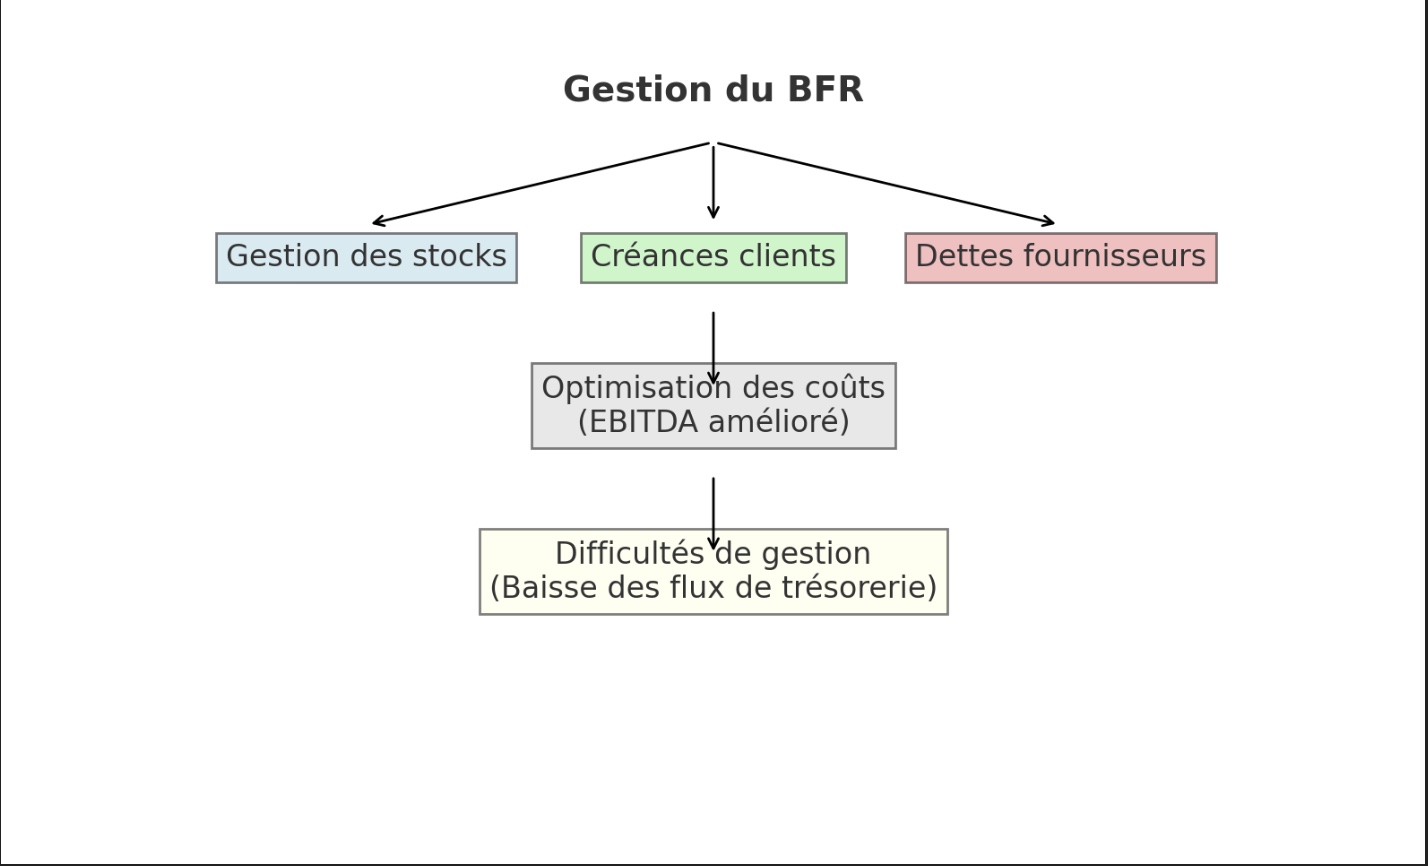 Gestion du BFR
Gestion des stocks
Créances clients
Dettes fournisseurs
Optimisation des coûts
(EBITDA amélioré)
Difficultés de gestion
(Baisse des flux de trésorerie)